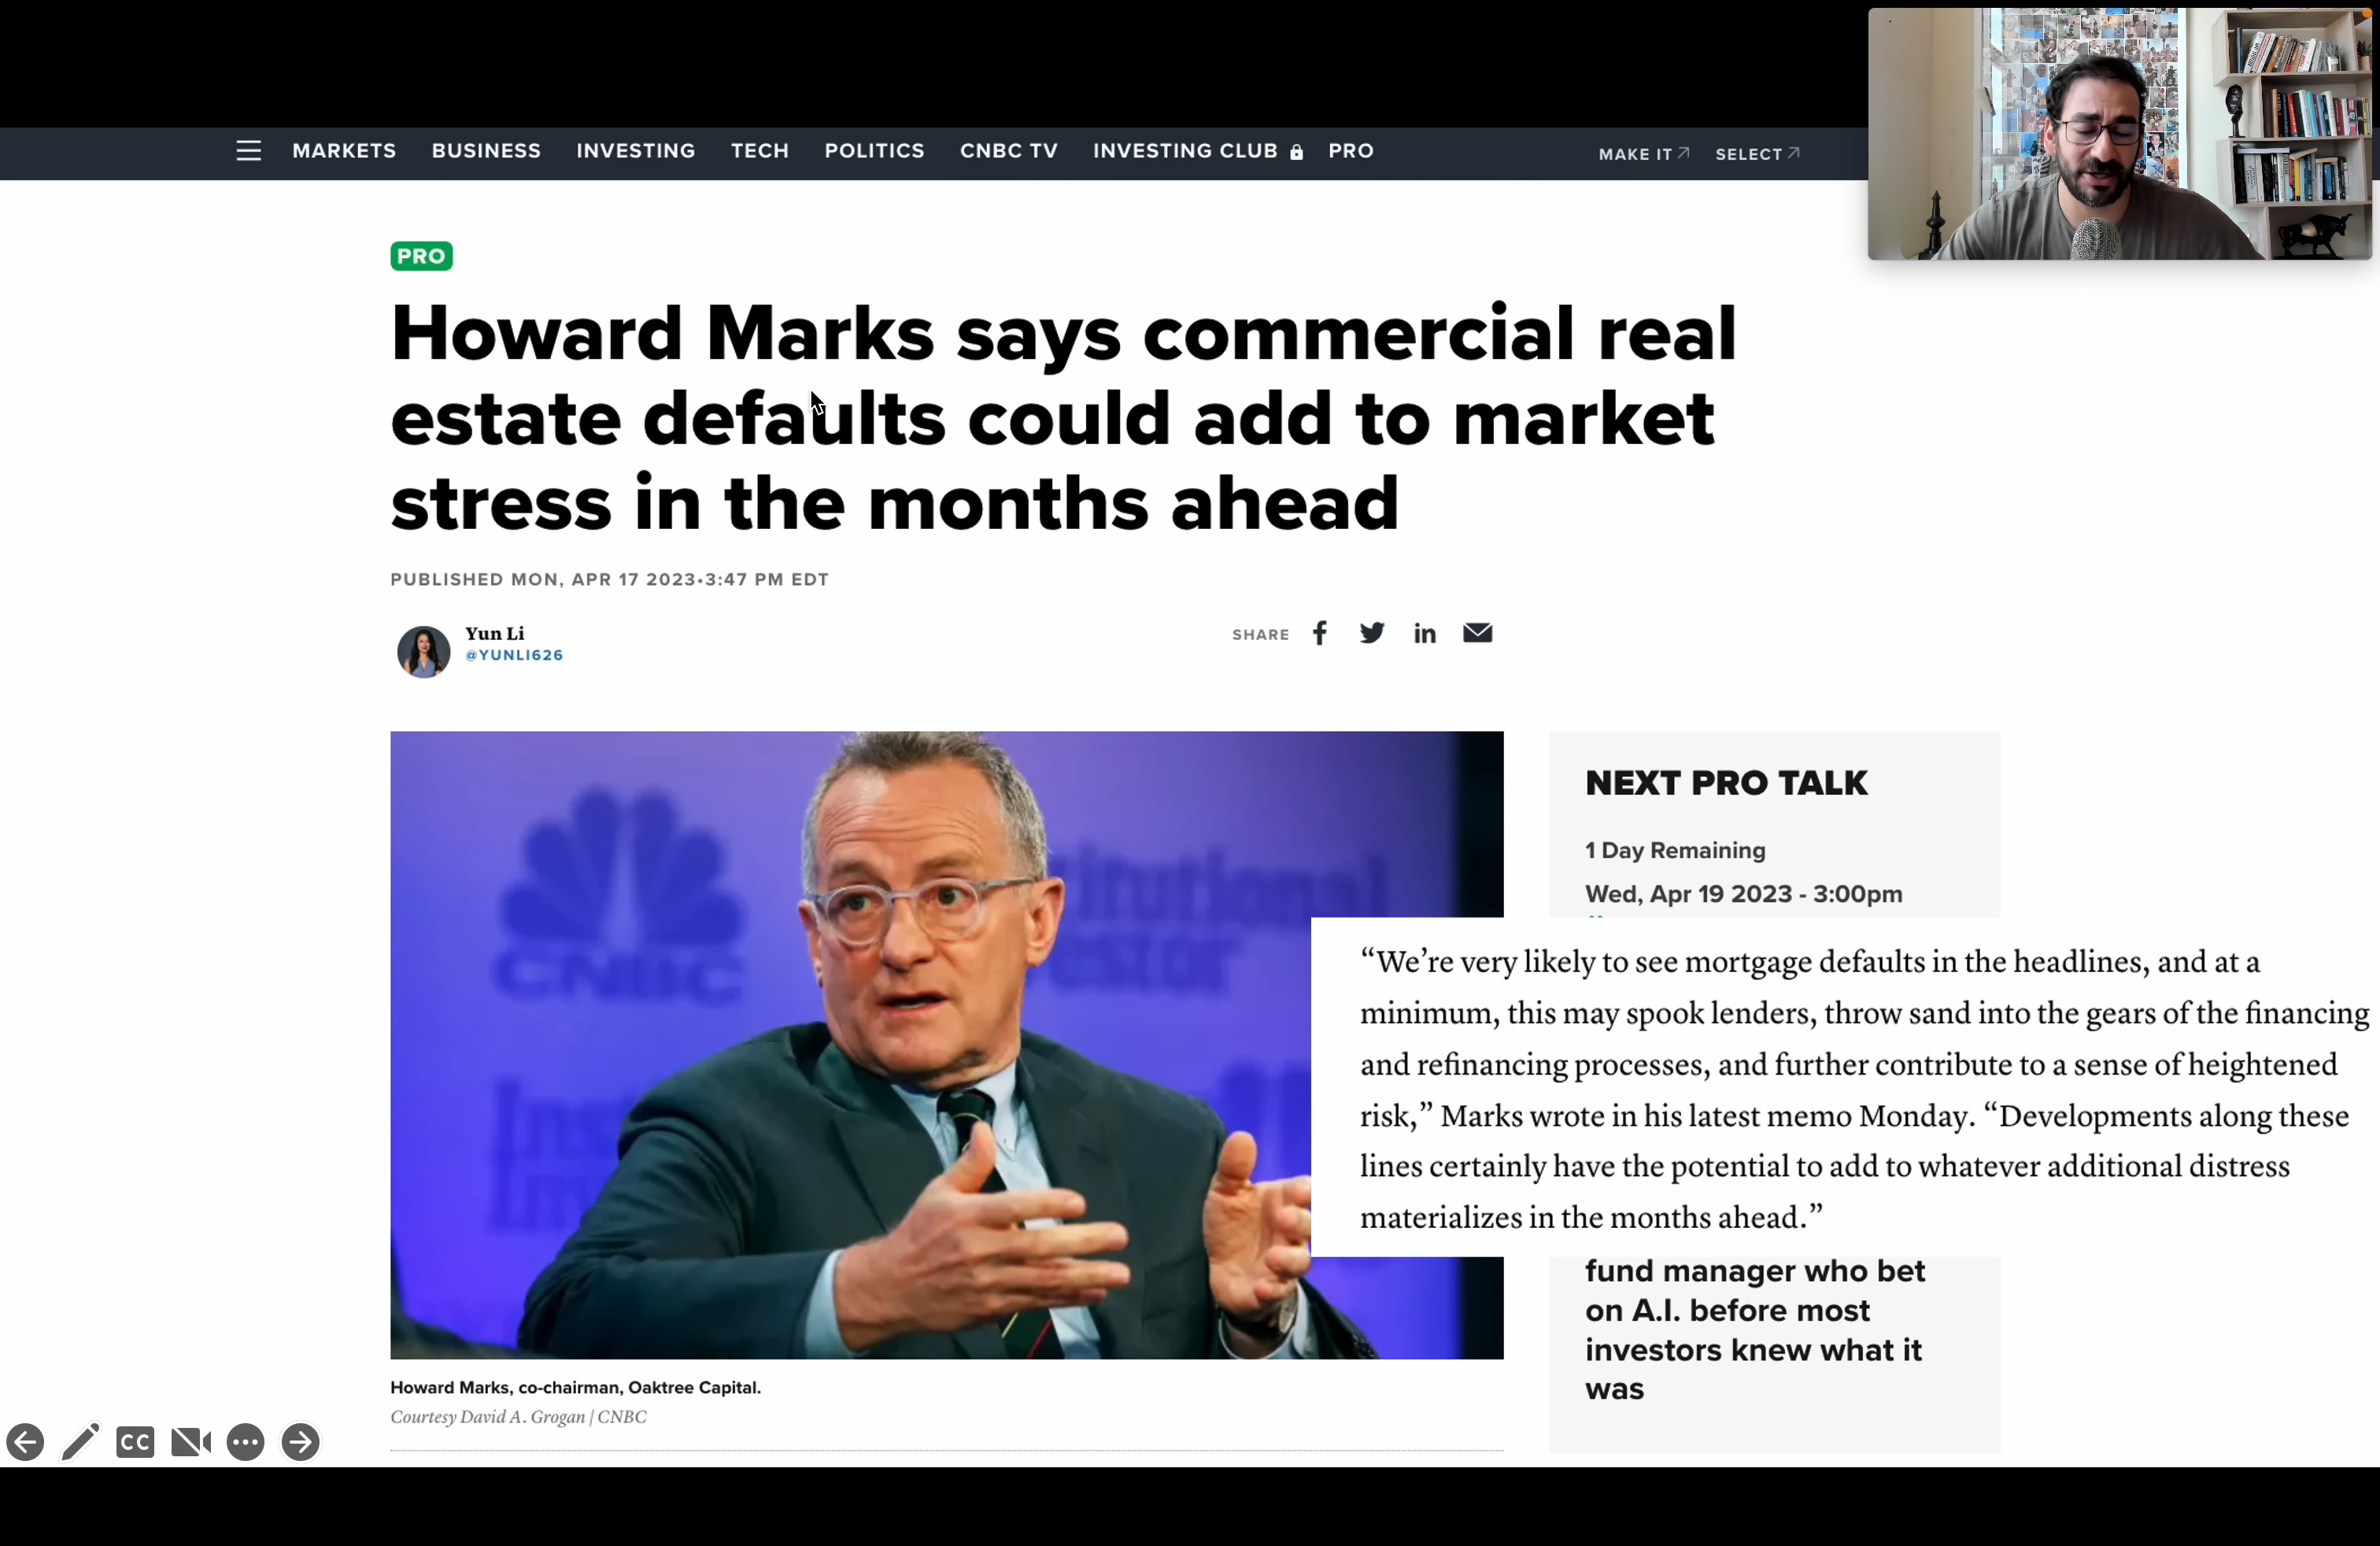 MARKETS BUSINESS INVESTING TECH POLITICS CNBC TV INVESTING CLUB PRO MAKE IT SELECT
PRO
Howard Marks says commercial real
estate defaults could add to market
stress in the months ahead
PUBLISHED MON, APR 17 2023•3:47 PM EDT
Yun Li
@YUNLI626
SHARE
CNBC
NEXT PRO TALK
1 Day Remaining
Wed, Apr 19 2023 - 3:00pm
“We’re very likely to see mortgage defaults in the headlines, and at a
minimum, this may spook lenders, throw sand into the gears of the financing
and refinancing processes, and further contribute to a sense of heightened
risk,” Marks wrote in his latest memo Monday. “Developments along these
lines certainly have the potential to add to whatever additional distress
materializes in the months ahead.”
fund manager who bet
on A.I. before most
investors knew what it
was
Howard Marks, co-chairman, Oaktree Capital.
Courtesy David A. Grogan | CNBC
CC